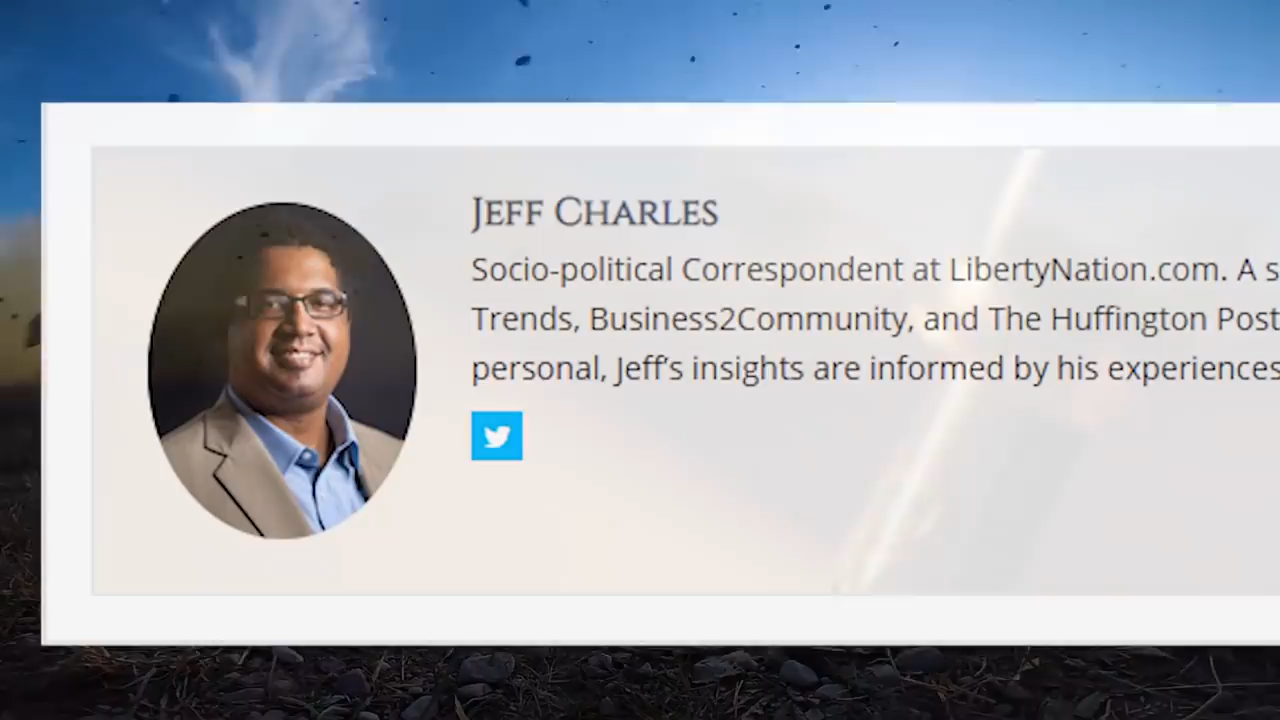 Jeff Charles
Socio-political Correspondent at LibertyNation.com. A s
Trends, Business2Community, and The Huffington Post
personal, Jeff's insights are informed by his experiences